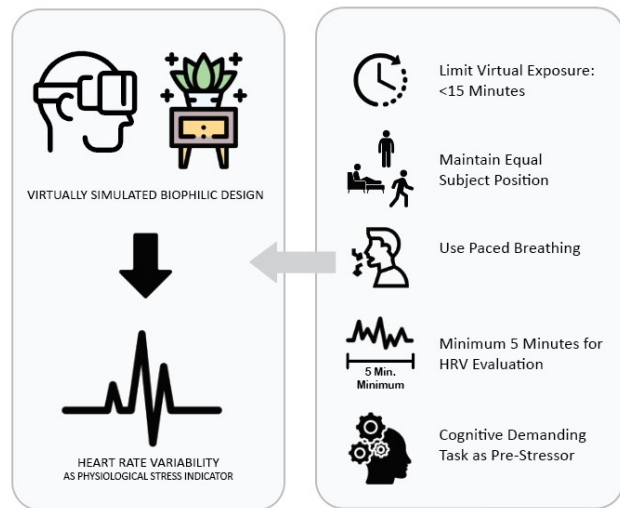 VIRTUALLY SIMULATED BIOPHILIC DESIGN
HEART RATE VARIABILITY
AS PHYSIOLOGICAL STRESS INDICATOR
Limit Virtual Exposure:
<15 Minutes
Maintain Equal
Subject Position
Use Paced Breathing
5 Min.
Minimum
Minimum 5 Minutes for
HRV Evaluation
Cognitive Demanding
Task as Pre-Stressor